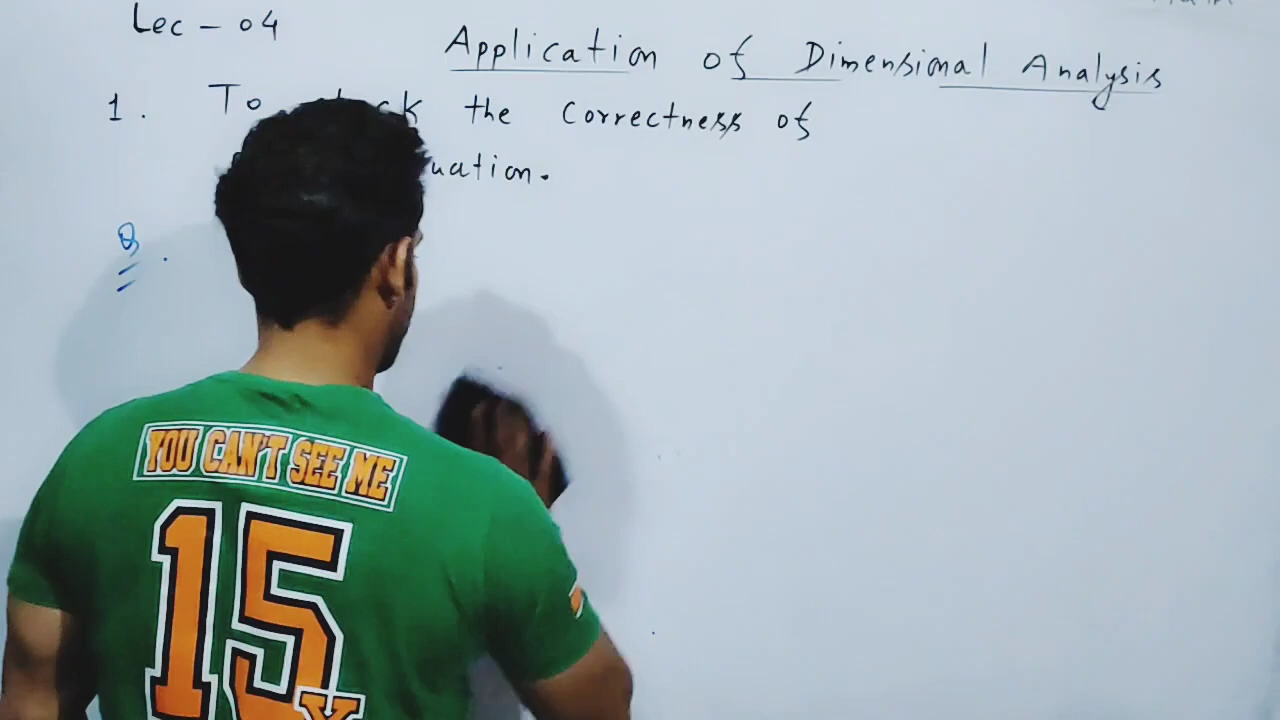 Lec - 04
Application of Dimensional Analysis
1. To the Correctness of
uation.
Q.
YOU CAN'T SEE ME
15